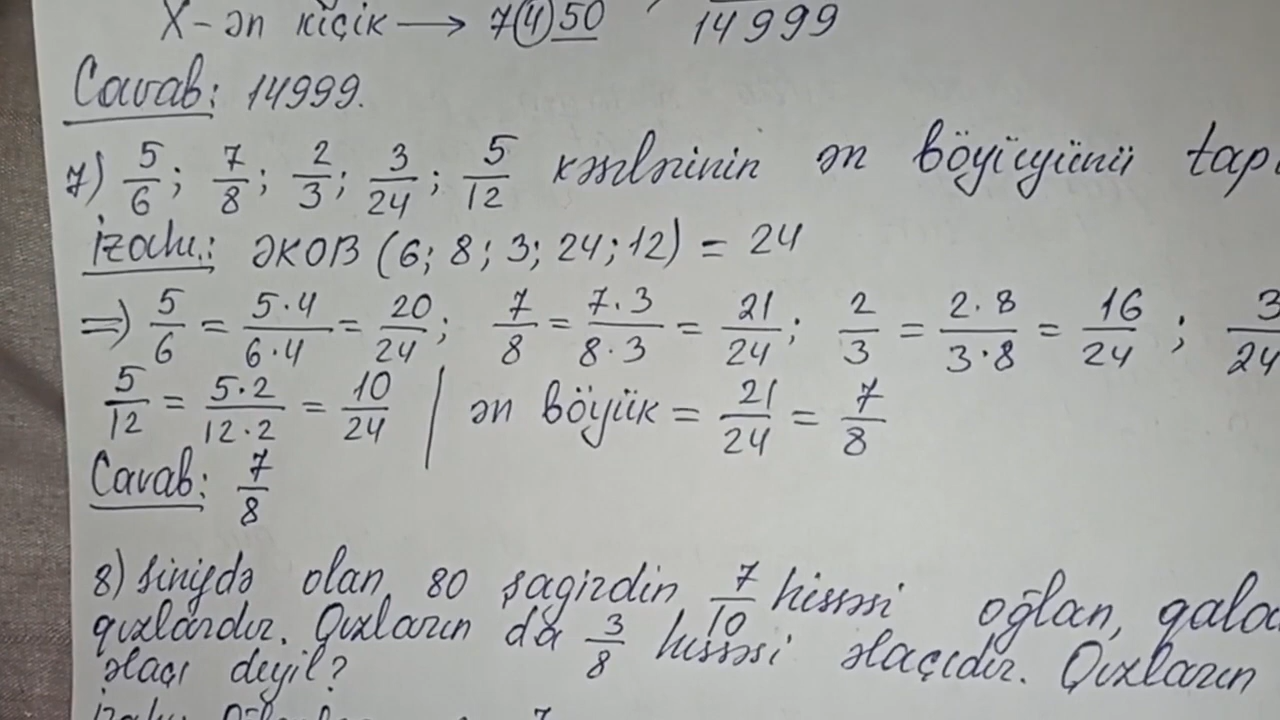 X-ən kiçik → 7(4)50 14999
Cavab: 14999.
7) 5/6; 7/8; 2/3; 3/24; 5/12 kəsrlərinin ən böyüyünü tap
İzahı: ƏKOB (6; 8; 3; 24; 12) = 24
⇒) 5/6 = 5·4/6·4 = 20/24; 7/8 = 7·3/8·3 = 21/24; 2/3 = 2·8/3·8 = 16/24; 3/24
5/12 = 5·2/12·2 = 10/24 | ən böyük = 21/24 = 7/8
Cavab: 7/8
8) Sinifdə olan 80 şagirdin 7/10 hissəsi oğlan, qala
qızlardır. Qızların da 3/8 hissəsi əlaçıdır. Qızların
əlaçı deyil?